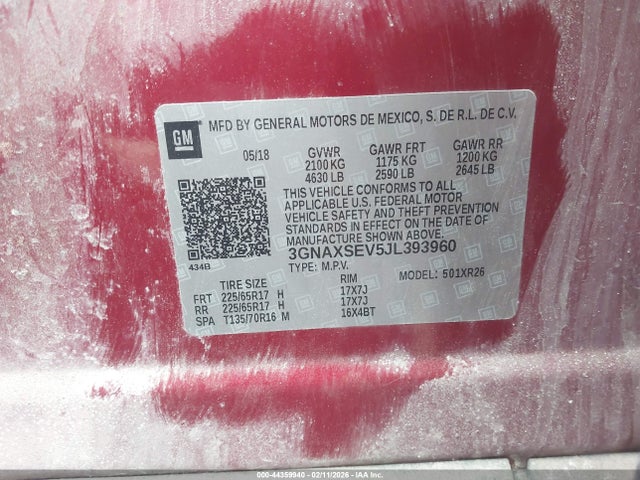 GM
MFD BY GENERAL MOTORS DE MEXICO, S. DE R.L. DE C.V.
05/18 GVWR GAWR FRT GAWR RR
2100 KG 1175 KG 1200 KG
4630 LB 2590 LB 2645 LB
THIS VEHICLE CONFORMS TO ALL
APPLICABLE U.S. FEDERAL MOTOR
VEHICLE SAFETY AND THEFT PREVENTION
STANDARDS IN EFFECT ON THE DATE OF
MANUFACTURE SHOWN ABOVE.
3GNAXSEV5JL393960
434B
TYPE: M.P.V. MODEL: 501XR26
TIRE SIZE RIM
FRT 225/65R17 H 17X7J
RR 225/65R17 H 17X7J
SPA T135/70R16 M 16X4BT
000-44359940 - 02/11/2026 - IAA Inc.